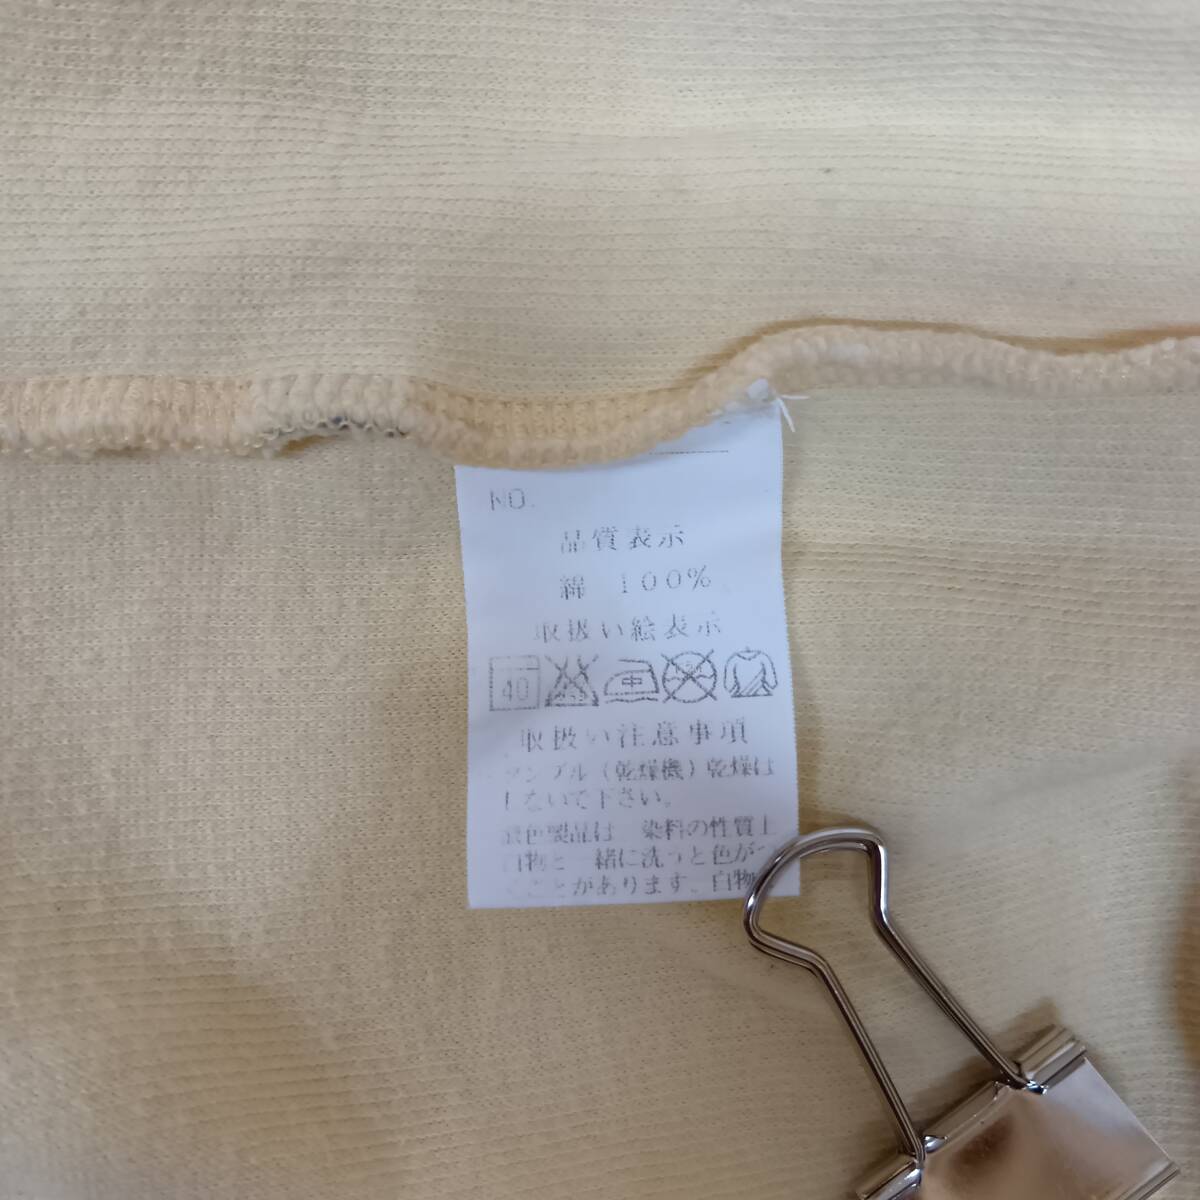 NO.
品質表示
綿 100%
取扱い絵表示
40 中
取扱い注意事項
タンブル(乾燥機)乾燥は
しないで下さい。
濃色製品は 染料の性質上
白物と一緒に洗うと色がつ
くことがあります。白物